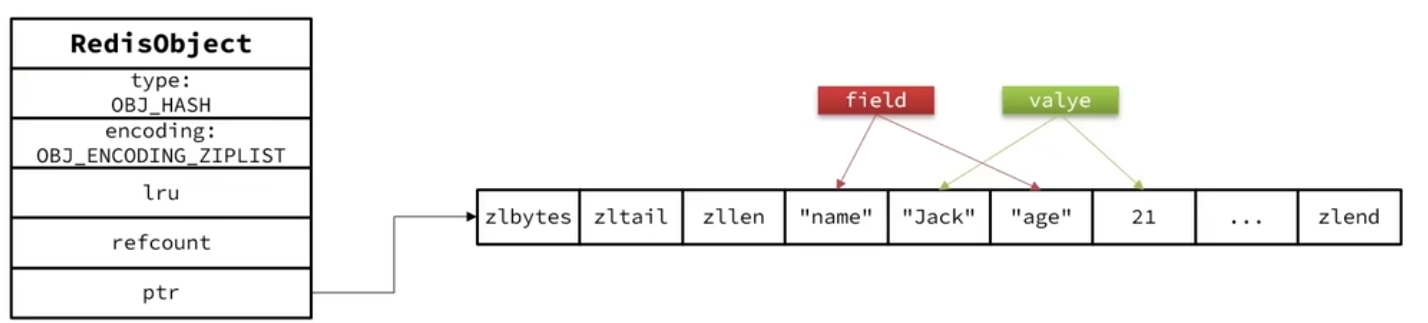 RedisObject
type:
OBJ_HASH
encoding:
OBJ_ENCODING_ZIPLIST
lru
refcount
ptr
field
valye
zlbytes zltail zllen "name" "Jack" "age" 21 ... zlend